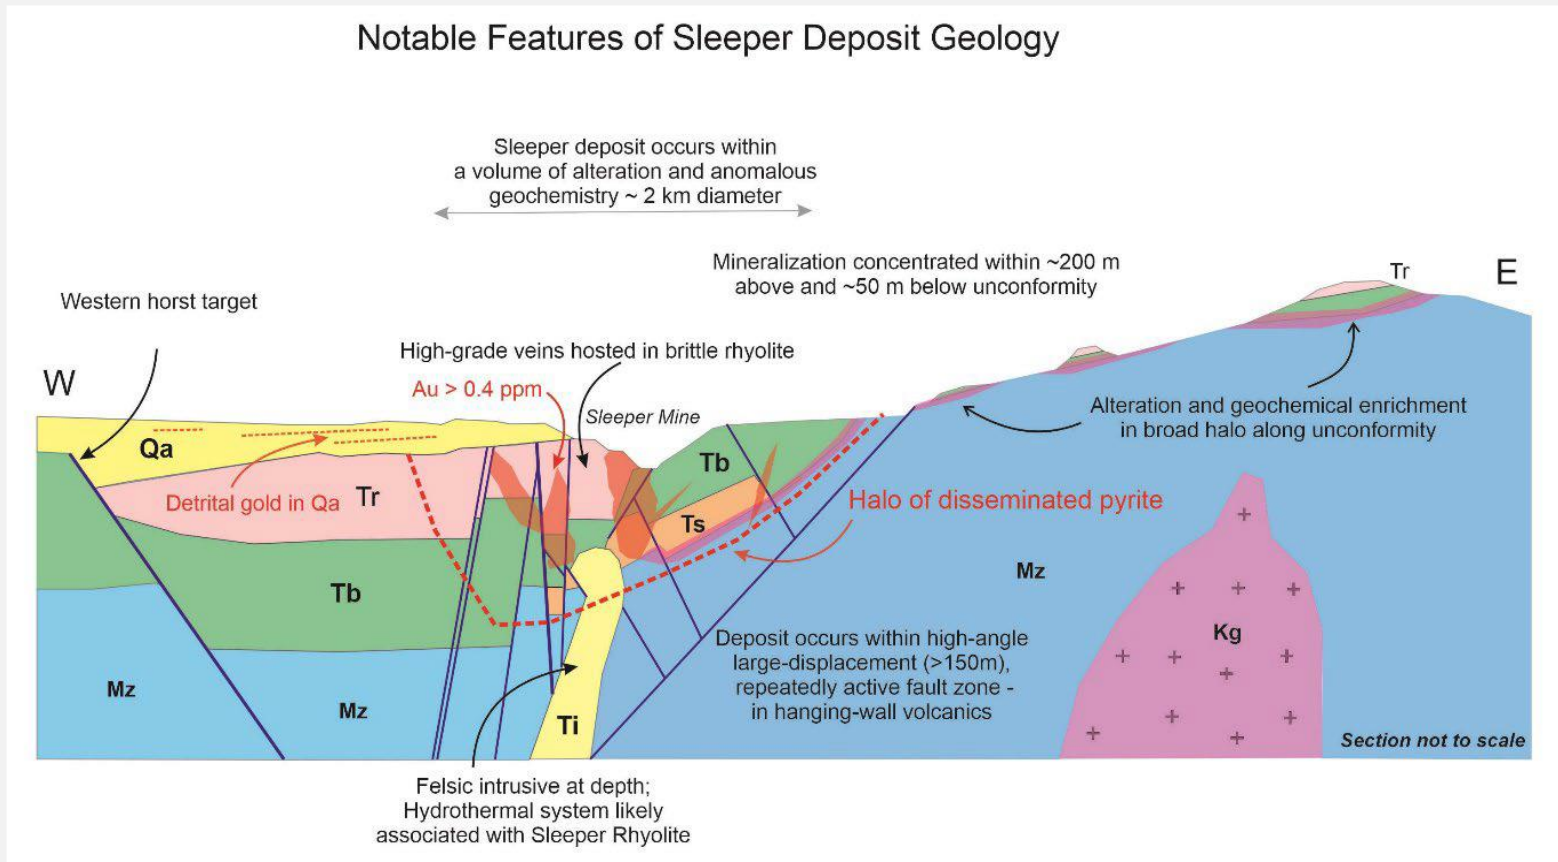 Notable Features of Sleeper Deposit Geology
Sleeper deposit occurs within
a volume of alteration and anomalous
geochemistry ~ 2 km diameter
Mineralization concentrated within ~200 m
above and ~50 m below unconformity
Tr
E
Western horst target
W
High-grade veins hosted in brittle rhyolite
Au > 0.4 ppm
Sleeper Mine
Alteration and geochemical enrichment
in broad halo along unconformity
Qa
Detrital gold in Qa
Tr
Tb
Ts
Halo of disseminated pyrite
Tb
Mz
Kg
Deposit occurs within high-angle
large-displacement (>150m),
repeatedly active fault zone -
in hanging-wall volcanics
Mz
Mz
Ti
Section not to scale
Felsic intrusive at depth;
Hydrothermal system likely
associated with Sleeper Rhyolite